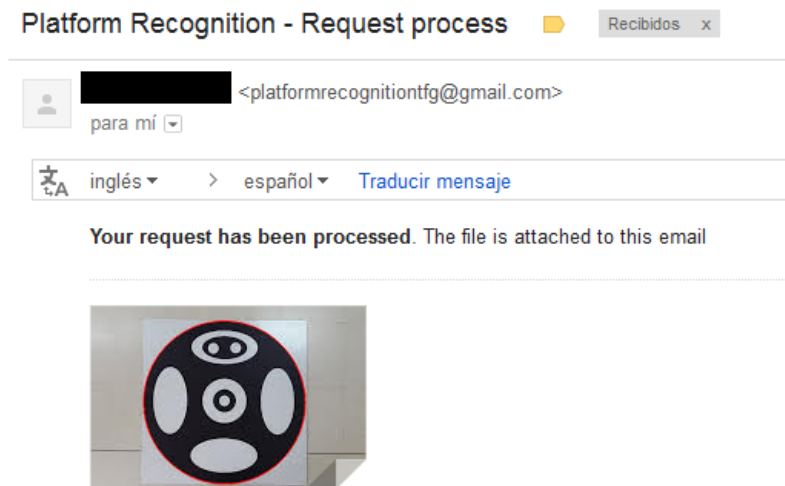 Platform Recognition - Request process Recibidos x
<platformrecognitiontfg@gmail.com>
para mí
inglés > español Traducir mensaje
Your request has been processed. The file is attached to this email